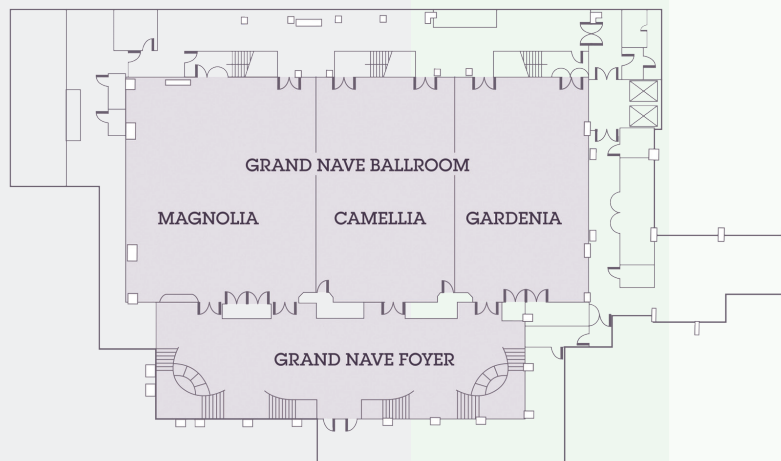 GRAND NAVE BALLROOM
MAGNOLIA CAMELLIA GARDENIA
GRAND NAVE FOYER